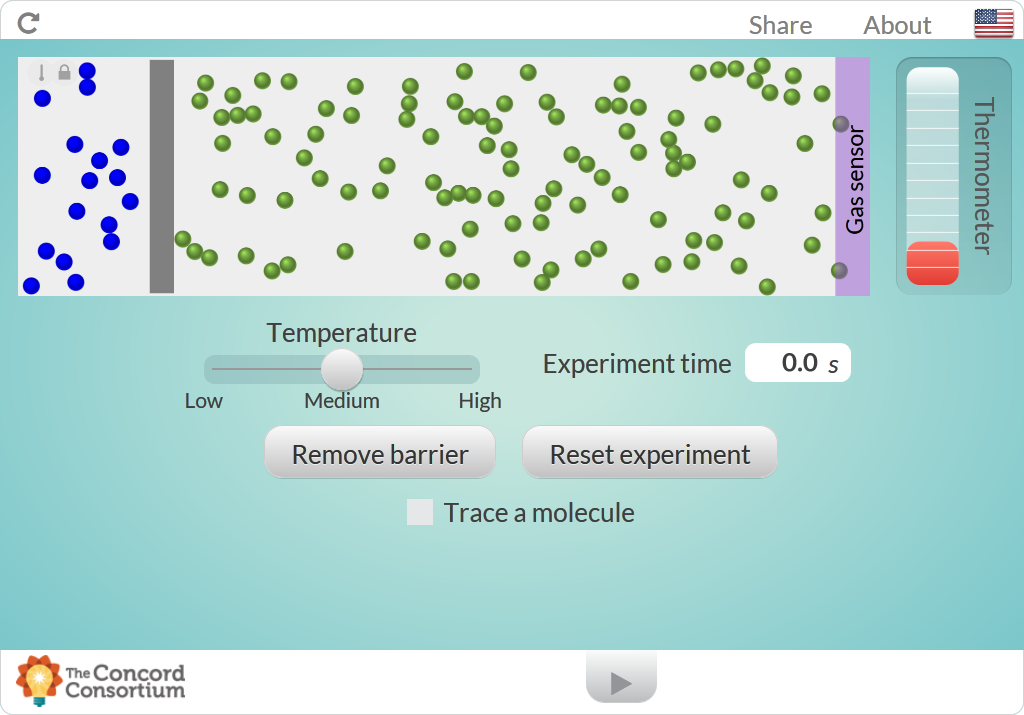 Share
About
Gas sensor
Thermometer
Temperature
Low
Medium
High
Experiment time
0.0 s
Remove barrier
Reset experiment
Trace a molecule
The Concord
Consortium